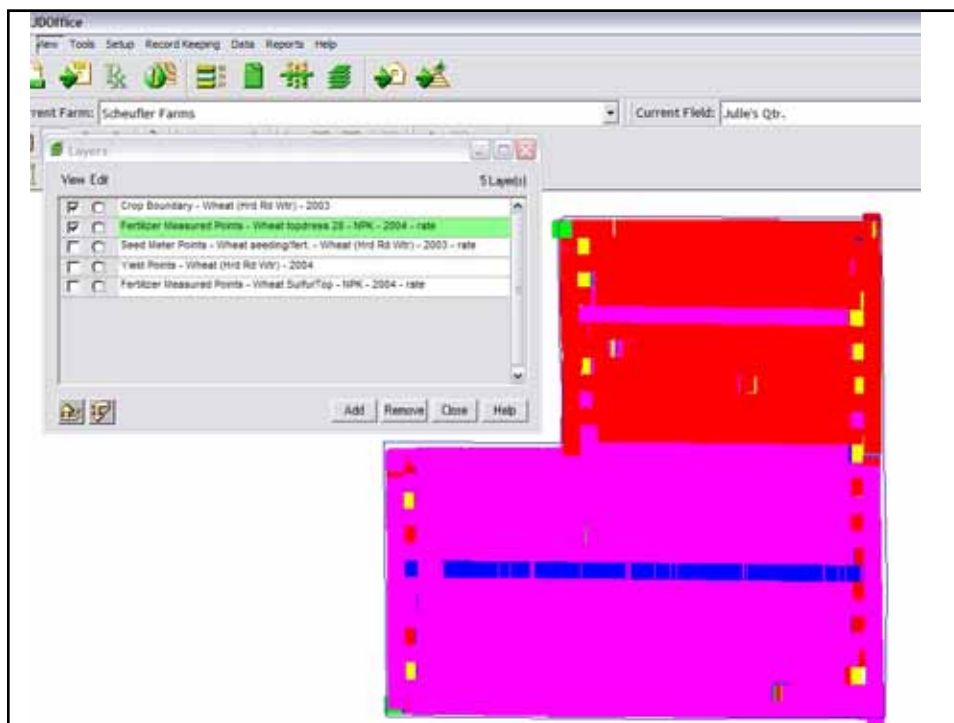 JDOffice
View Tools Setup Record Keeping Data Reports Help
rent Farm: Scheufler Farms Current Field: Julie's Qtr.
Layers
View Edit 5 Layer(s)
Crop Boundary - Wheat (Hrd Rd Wtr) - 2003
Fertilizer Measured Points - Wheat topdress 28 - NPK - 2004 - rate
Seed Meter Points - Wheat seeding/fert. - Wheat (Hrd Rd Wtr) - 2003 - rate
Yield Points - Wheat (Hrd Rd Wtr) - 2004
Fertilizer Measured Points - Wheat SulfurTop - NPK - 2004 - rate
Add Remove Close Help